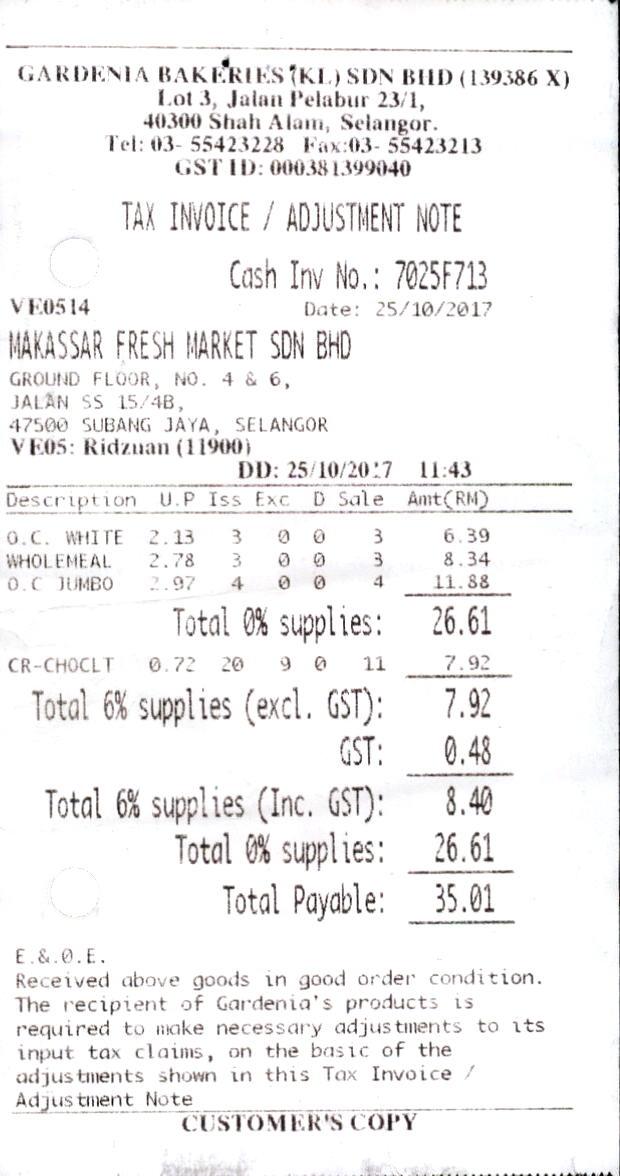 GARDENIA BAKERIES (KL) SDN BHD (139386 X)
Lot 3, Jalan Pelabur 23/1,
40300 Shah Alam, Selangor.
Tel: 03- 55423228 Fax:03- 55423213
GST ID: 000381399040
TAX INVOICE / ADJUSTMENT NOTE
Cash Inv No.: 7025F713
VE0514 Date: 25/10/2017
MAKASSAR FRESH MARKET SDN BHD
GROUND FLOOR, NO. 4 & 6,
JALAN SS 15/4B,
47500 SUBANG JAYA, SELANGOR
VE05: Ridzuan (11900)
DD: 25/10/2017 11:43
Description U.P Iss Exc D Sale Amt(RM)
O.C. WHITE 2.13 3 0 0 3 6.39
WHOLEMEAL 2.78 3 0 0 3 8.34
O.C JUMBO 2.97 4 0 0 4 11.88
Total 0% supplies: 26.61
CR-CHOCLT 0.72 20 9 0 11 7.92
Total 6% supplies (excl. GST): 7.92
GST: 0.48
Total 6% supplies (Inc. GST): 8.40
Total 0% supplies: 26.61
Total Payable: 35.01
E.&.O.E.
Received above goods in good order condition.
The recipient of Gardenia's products is
required to make necessary adjustments to its
input tax claims, on the basic of the
adjustments shown in this Tax Invoice /
Adjustment Note
CUSTOMER'S COPY